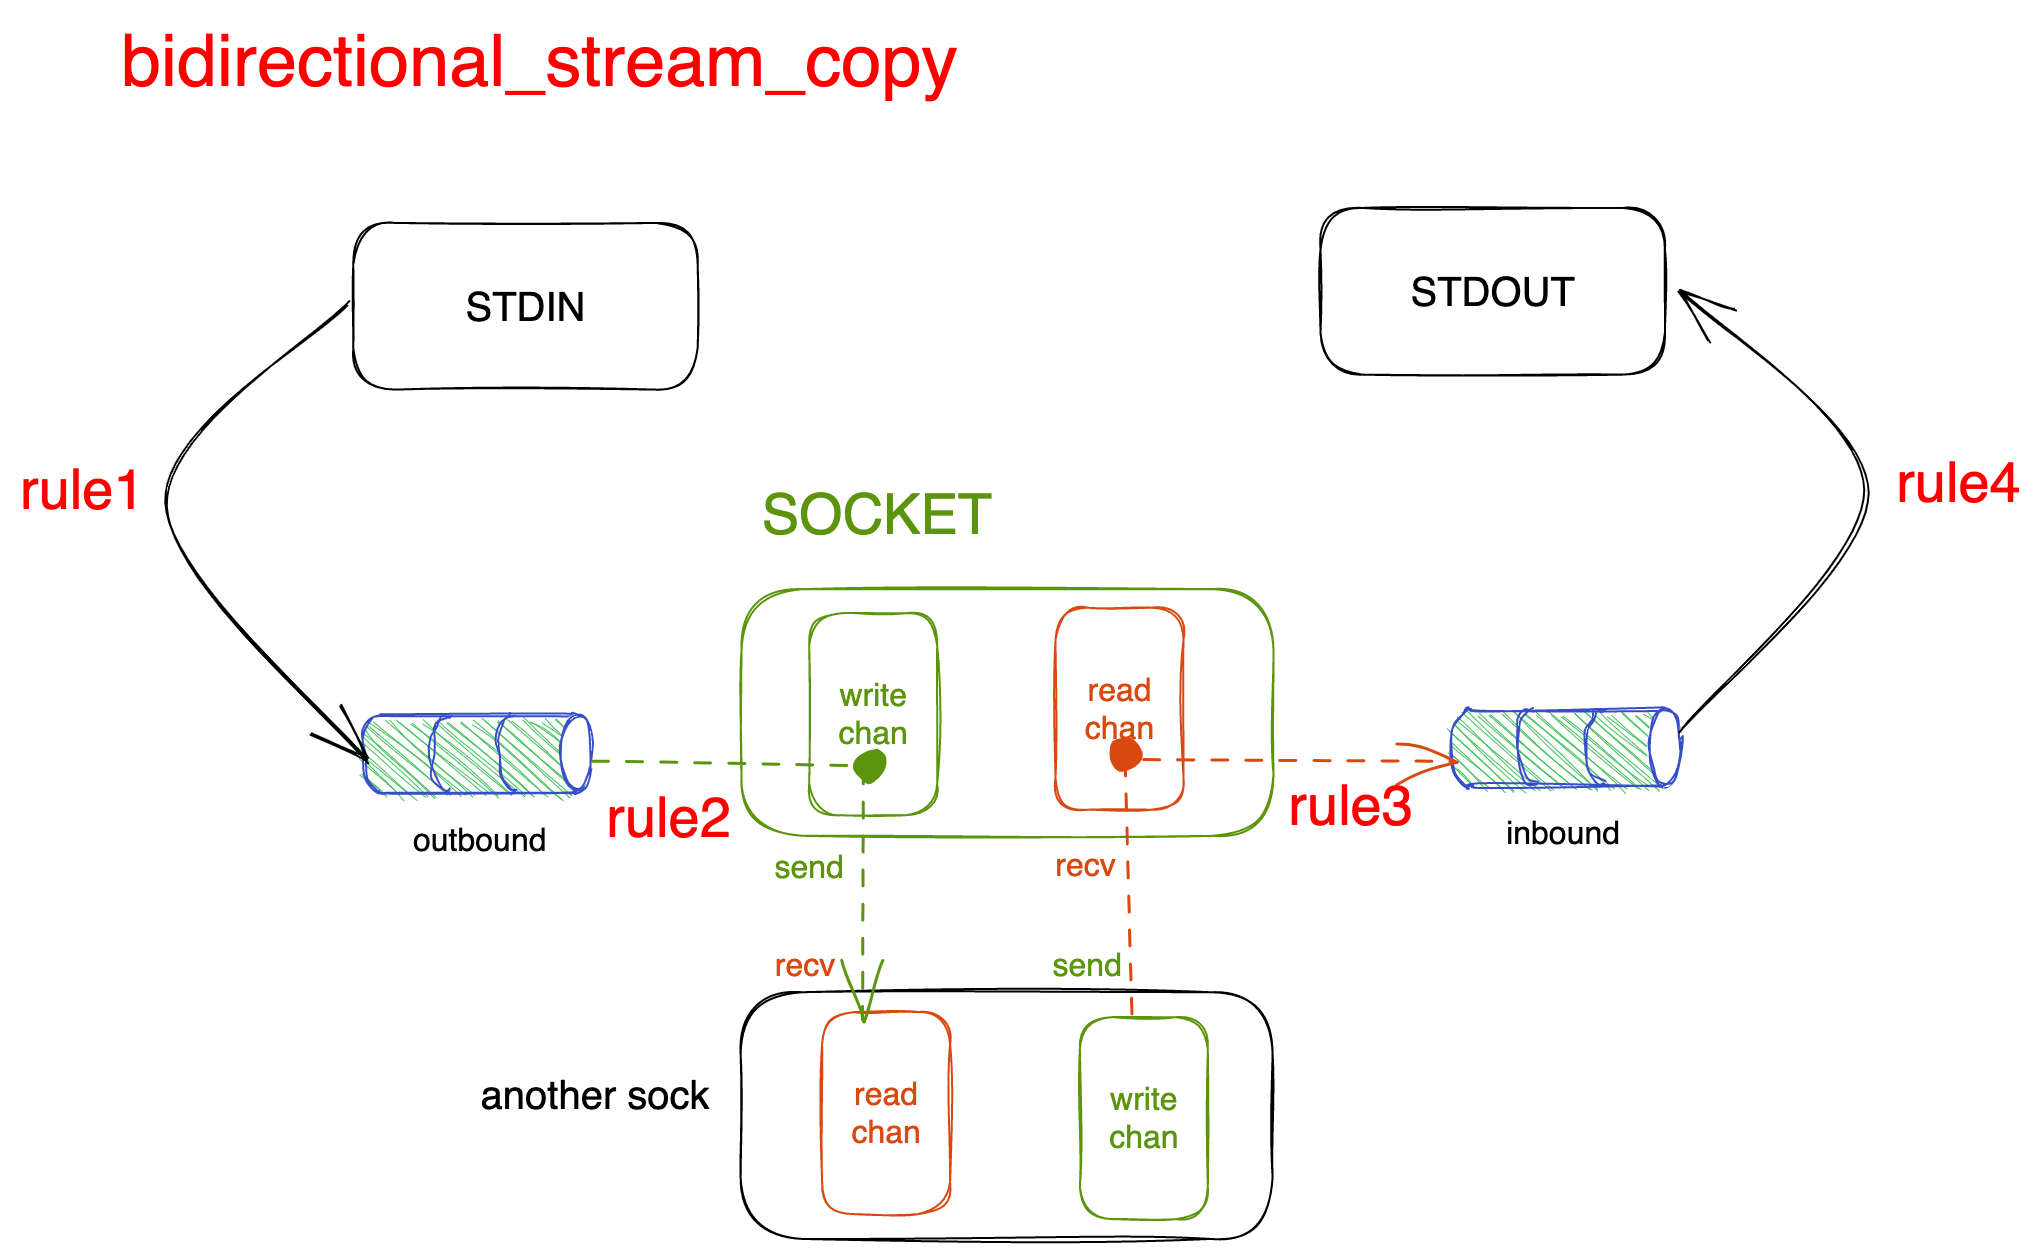 bidirectional_stream_copy
STDIN
STDOUT
rule1
rule4
SOCKET
write
chan
read
chan
rule2
rule3
outbound
inbound
send
recv
recv
send
another sock
read
chan
write
chan